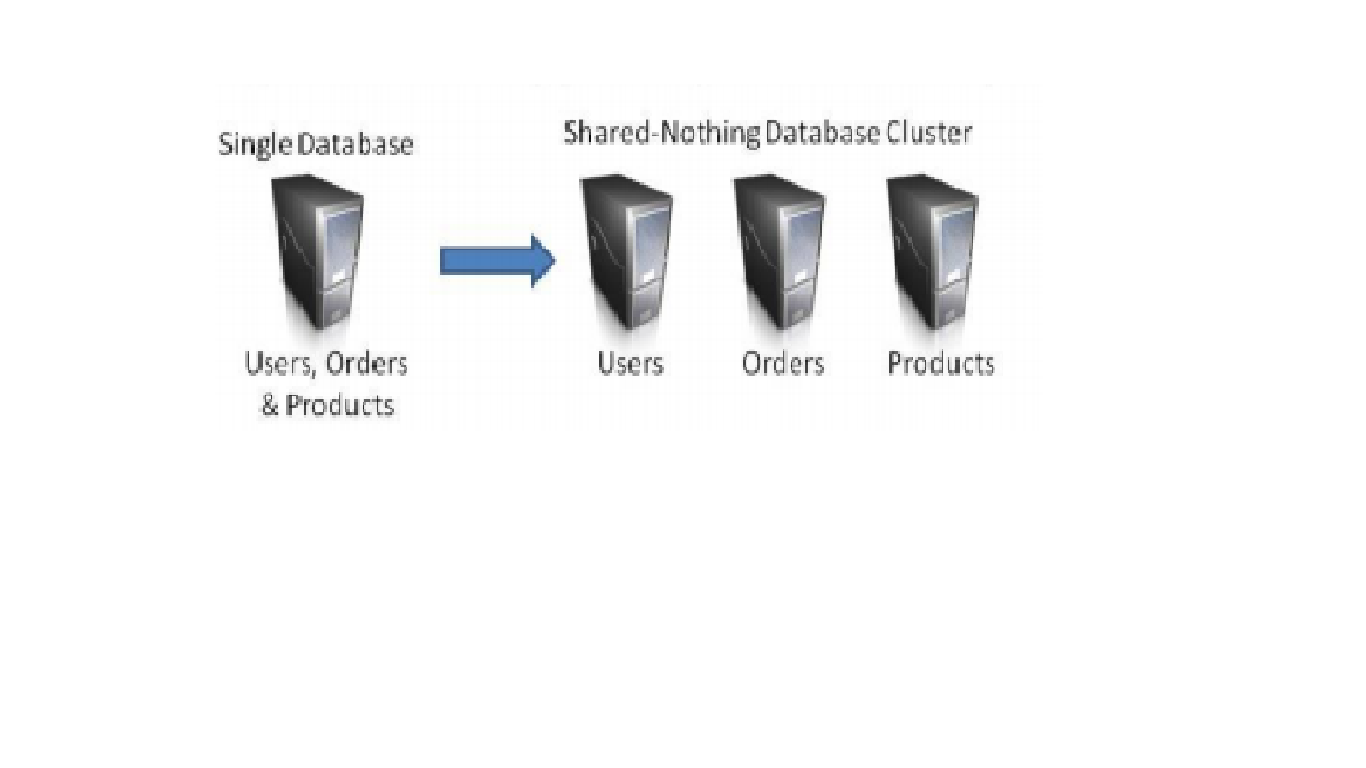 Single Database
Shared-Nothing Database Cluster
Users, Orders
& Products
Users
Orders
Products